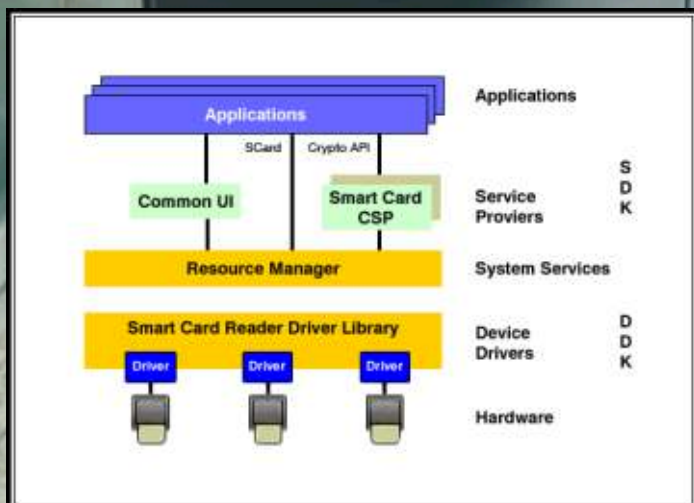 Applications
Applications
SCard
Crypto API
S
D
K
Common UI
Smart Card
CSP
Service
Proviers
Resource Manager
System Services
Smart Card Reader Driver Library
Device
Drivers
D
D
K
Driver
Driver
Driver
Hardware